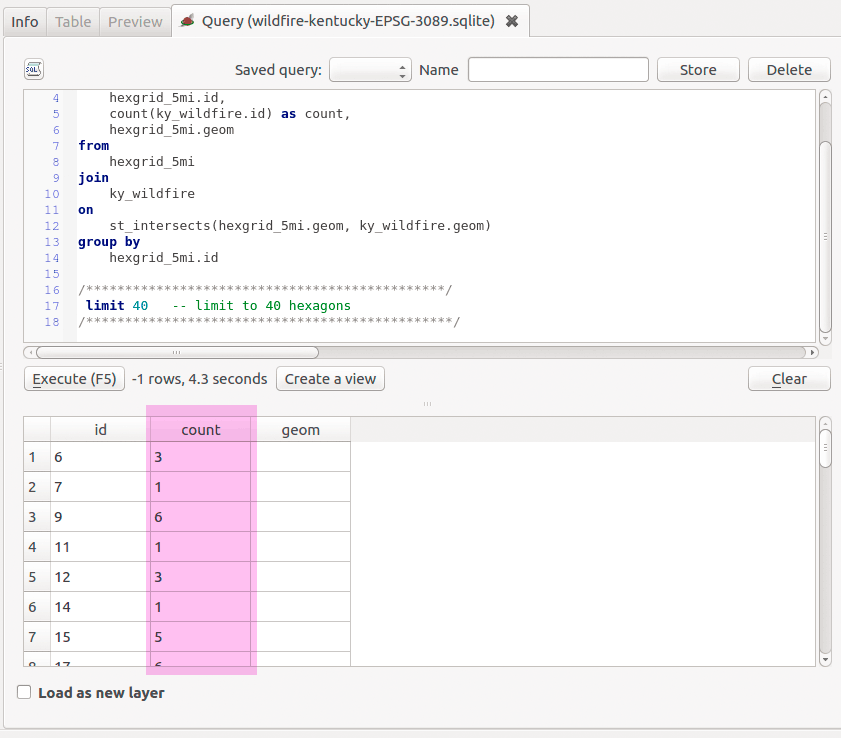 Info Table Preview Query (wildfire-kentucky-EPSG-3089.sqlite)
SQL Saved query: Name Store Delete
4 hexgrid_5mi.id,
5 count(ky_wildfire.id) as count,
6 hexgrid_5mi.geom
7 from
8 hexgrid_5mi
9 join
10 ky_wildfire
11 on
12 st_intersects(hexgrid_5mi.geom, ky_wildfire.geom)
13 group by
14 hexgrid_5mi.id
15
16 /**********************************************/
17 limit 40 -- limit to 40 hexagons
18 /***********************************************/
Execute (F5) -1 rows, 4.3 seconds Create a view Clear
id count geom
1 6 3
2 7 1
3 9 6
4 11 1
5 12 3
6 14 1
7 15 5
8 17 6
Load as new layer